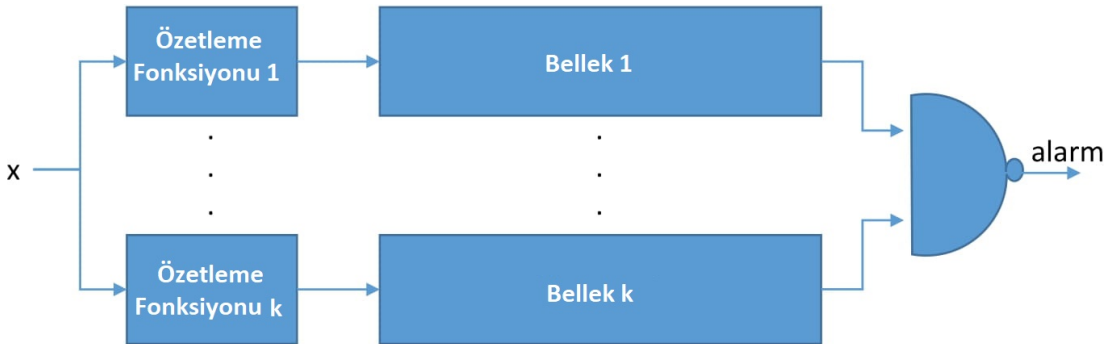 Özetleme
Fonksiyonu 1
Bellek 1
x
alarm
Özetleme
Fonksiyonu k
Bellek k